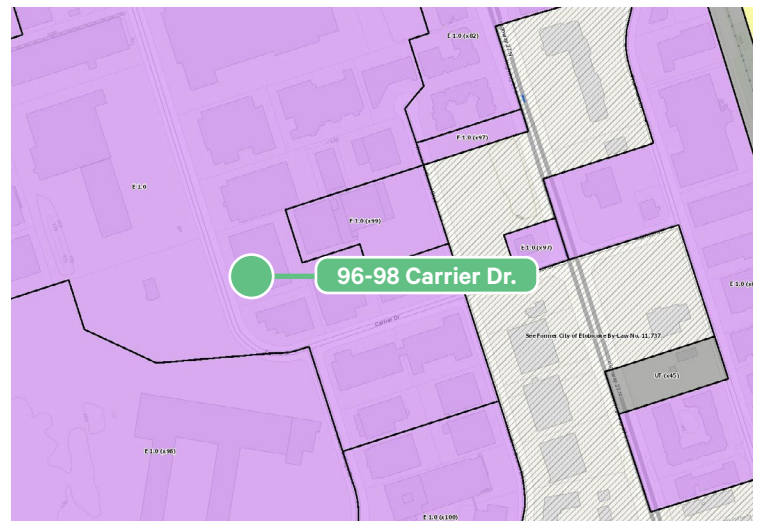 E 1.0 (x82)
E 1.0 (x97)
E 1.0
E 1.0 (x99)
E 1.0 (x97)
96-98 Carrier Dr.
Carrier Dr
See Former City of Etobicoke By-Law No. 11,737
UT (x45)
E 1.0 (x98)
E 1.0 (x100)